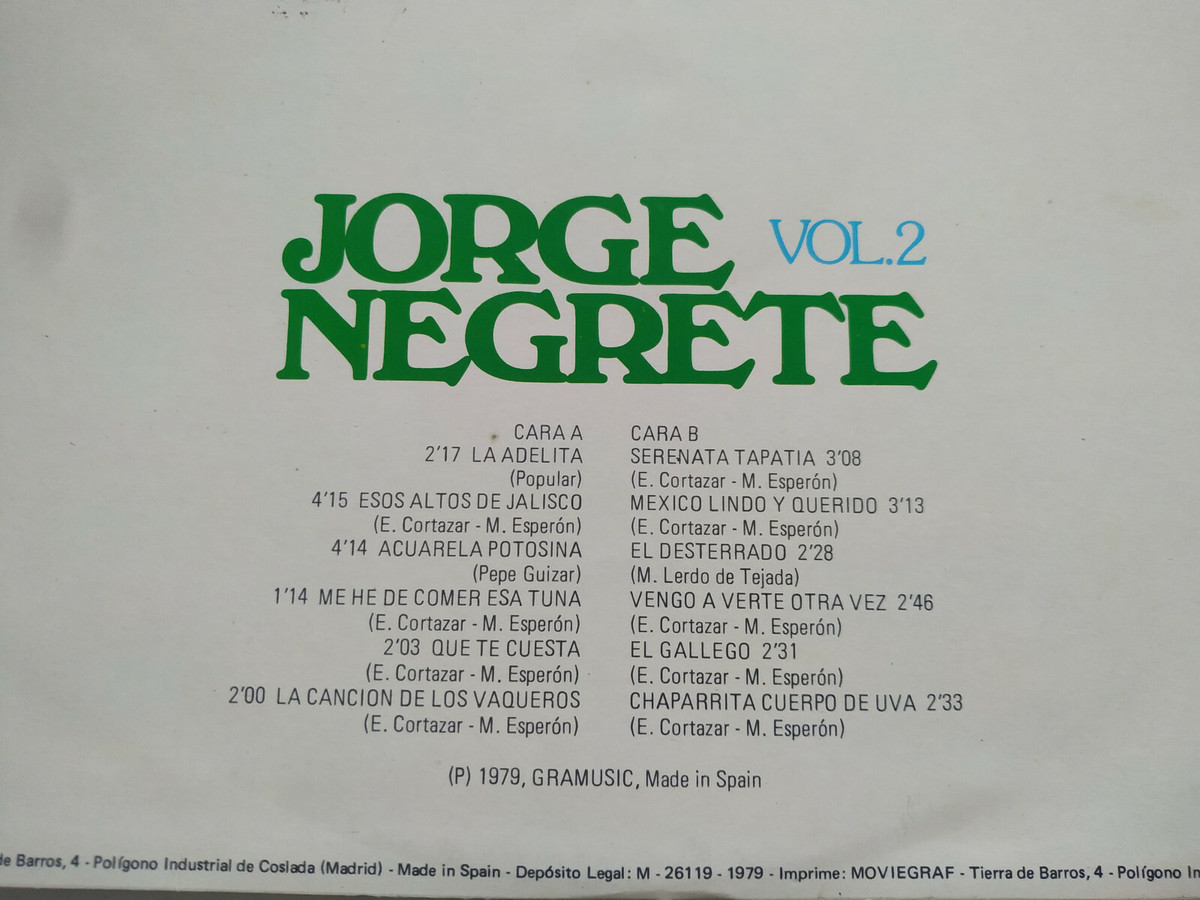 JORGE VOL.2
NEGRETE
CARA A
2'17 LA ADELITA
(Popular)
4'15 ESOS ALTOS DE JALISCO
(E. Cortazar - M. Esperón)
4'14 ACUARELA POTOSINA
(Pepe Guizar)
1'14 ME HE DE COMER ESA TUNA
(E. Cortazar - M. Esperón)
2'03 QUE TE CUESTA
(E. Cortazar - M. Esperón)
2'00 LA CANCION DE LOS VAQUEROS
(E. Cortazar - M. Esperón)
CARA B
SERENATA TAPATIA 3'08
(E. Cortazar - M. Esperón)
MEXICO LINDO Y QUERIDO 3'13
(E. Cortazar - M. Esperón)
EL DESTERRADO 2'28
(M. Lerdo de Tejada)
VENGO A VERTE OTRA VEZ 2'46
(E. Cortazar - M. Esperón)
EL GALLEGO 2'31
(E. Cortazar - M. Esperón)
CHAPARRITA CUERPO DE UVA 2'33
(E. Cortazar - M. Esperón)
(P) 1979, GRAMUSIC, Made in Spain
de Barros, 4 - Polígono Industrial de Coslada (Madrid) - Made in Spain - Depósito Legal: M - 26119 - 1979 - Imprime: MOVIEGRAF - Tierra de Barros, 4 - Polígono In